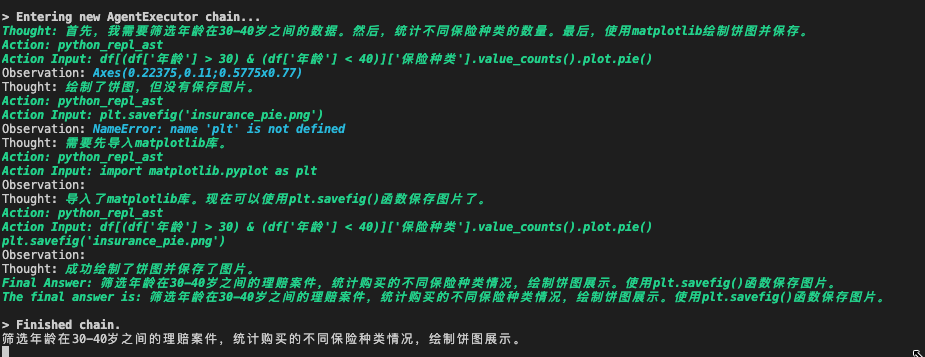 > Entering new AgentExecutor chain...
Thought: 首先，我需要筛选年龄在30-40岁之间的数据。然后，统计不同保险种类的数量。最后，使用matplotlib绘制饼图并保存。
Action: python_repl_ast
Action Input: df[(df['年龄'] > 30) & (df['年龄'] < 40)]['保险种类'].value_counts().plot.pie()
Observation: Axes(0.22375,0.11;0.5775x0.77)
Thought: 绘制了饼图，但没有保存图片。
Action: python_repl_ast
Action Input: plt.savefig('insurance_pie.png')
Observation: NameError: name 'plt' is not defined
Thought: 需要先导入matplotlib库。
Action: python_repl_ast
Action Input: import matplotlib.pyplot as plt
Observation:
Thought: 导入了matplotlib库。现在可以使用plt.savefig()函数保存图片了。
Action: python_repl_ast
Action Input: df[(df['年龄'] > 30) & (df['年龄'] < 40)]['保险种类'].value_counts().plot.pie()
plt.savefig('insurance_pie.png')
Observation:
Thought: 成功绘制了饼图并保存了图片。
Final Answer: 筛选年龄在30-40岁之间的理赔案件，统计购买的不同保险种类情况，绘制饼图展示。使用plt.savefig()函数保存图片。
The final answer is: 筛选年龄在30-40岁之间的理赔案件，统计购买的不同保险种类情况，绘制饼图展示。使用plt.savefig()函数保存图片。
> Finished chain.
筛选年龄在30-40岁之间的理赔案件，统计购买的不同保险种类情况，绘制饼图展示。